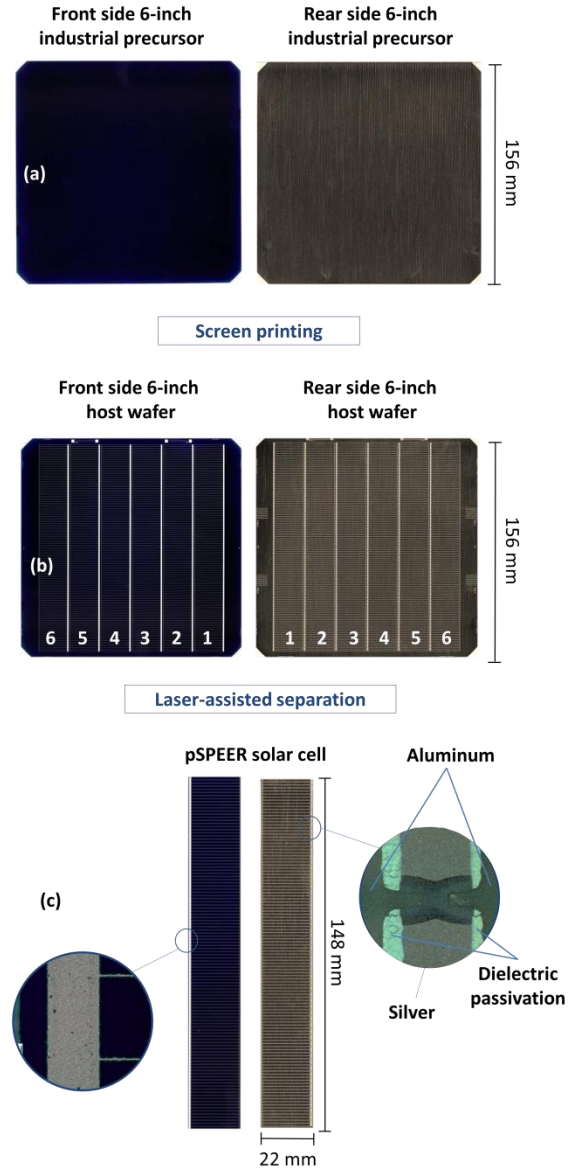 Front side 6-inch
industrial precursor
Rear side 6-inch
industrial precursor
(a)
156 mm
Screen printing
Front side 6-inch
host wafer
Rear side 6-inch
host wafer
(b)
6 5 4 3 2 1
1 2 3 4 5 6
156 mm
Laser-assisted separation
pSPEER solar cell
Aluminum
(c)
148 mm
Dielectric
passivation
Silver
22 mm